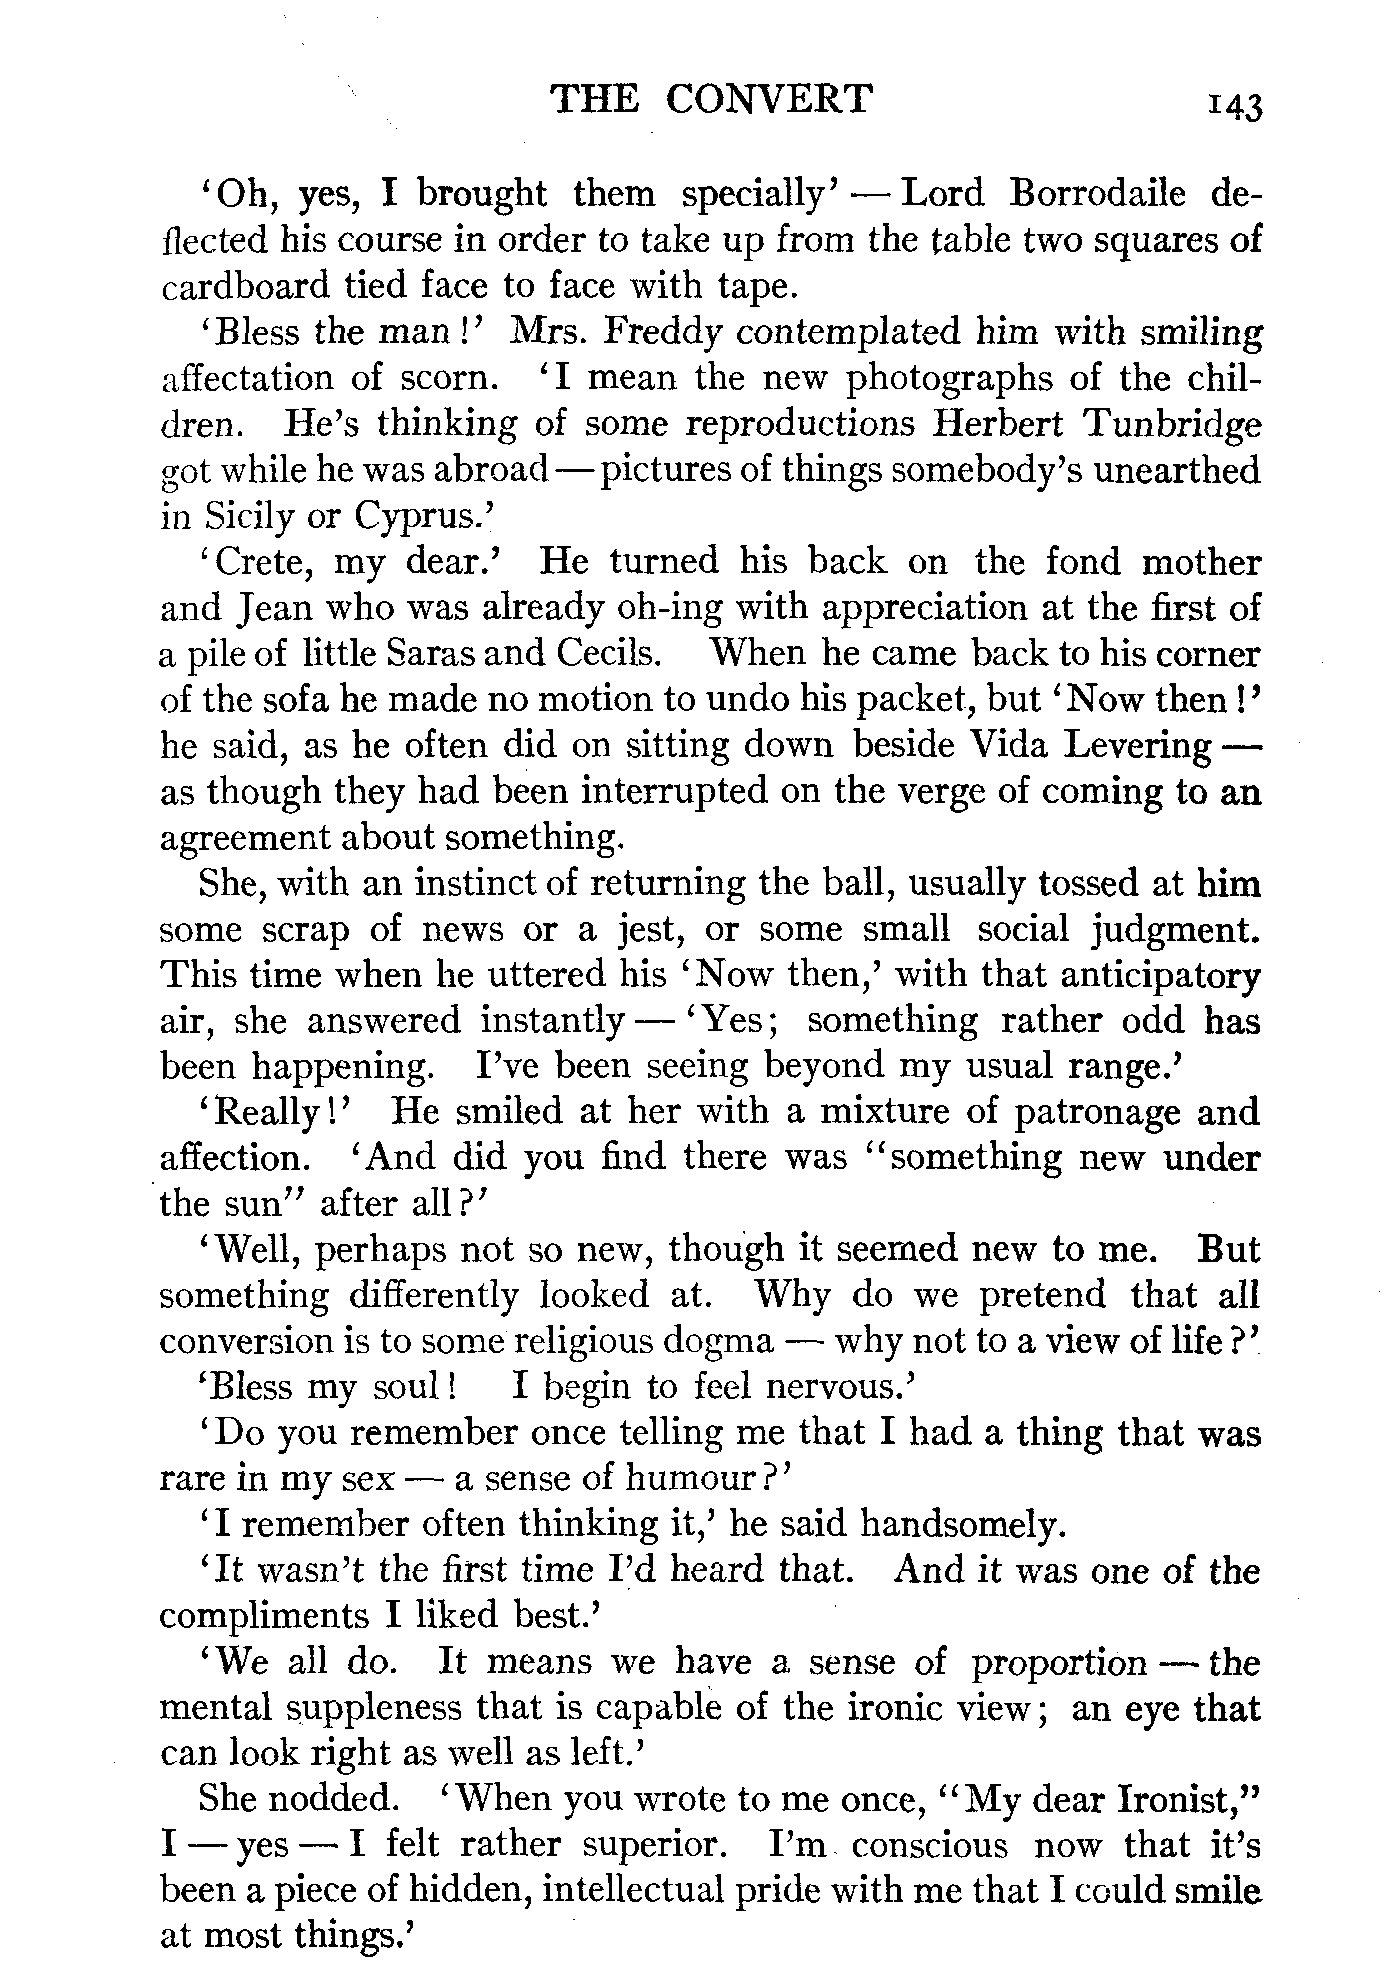 THE CONVERT 143
'Oh, yes, I brought them specially' — Lord Borrodaile de-
flected his course in order to take up from the table two squares of
cardboard tied face to face with tape.
'Bless the man!' Mrs. Freddy contemplated him with smiling
affectation of scorn. 'I mean the new photographs of the chil-
dren. He's thinking of some reproductions Herbert Tunbridge
got while he was abroad—pictures of things somebody's unearthed
in Sicily or Cyprus.'
'Crete, my dear.' He turned his back on the fond mother
and Jean who was already oh-ing with appreciation at the first of
a pile of little Saras and Cecils. When he came back to his corner
of the sofa he made no motion to undo his packet, but 'Now then!'
he said, as he often did on sitting down beside Vida Levering —
as though they had been interrupted on the verge of coming to an
agreement about something.
She, with an instinct of returning the ball, usually tossed at him
some scrap of news or a jest, or some small social judgment.
This time when he uttered his 'Now then,' with that anticipatory
air, she answered instantly — 'Yes; something rather odd has
been happening. I've been seeing beyond my usual range.'
'Really!' He smiled at her with a mixture of patronage and
affection. 'And did you find there was "something new under
the sun" after all?'
'Well, perhaps not so new, though it seemed new to me. But
something differently looked at. Why do we pretend that all
conversion is to some religious dogma — why not to a view of life?'
'Bless my soul! I begin to feel nervous.'
'Do you remember once telling me that I had a thing that was
rare in my sex — a sense of humour?'
'I remember often thinking it,' he said handsomely.
'It wasn't the first time I'd heard that. And it was one of the
compliments I liked best.'
'We all do. It means we have a sense of proportion — the
mental suppleness that is capable of the ironic view; an eye that
can look right as well as left.'
She nodded. 'When you wrote to me once, "My dear Ironist,"
I — yes — I felt rather superior. I'm conscious now that it's
been a piece of hidden, intellectual pride with me that I could smile
at most things.'